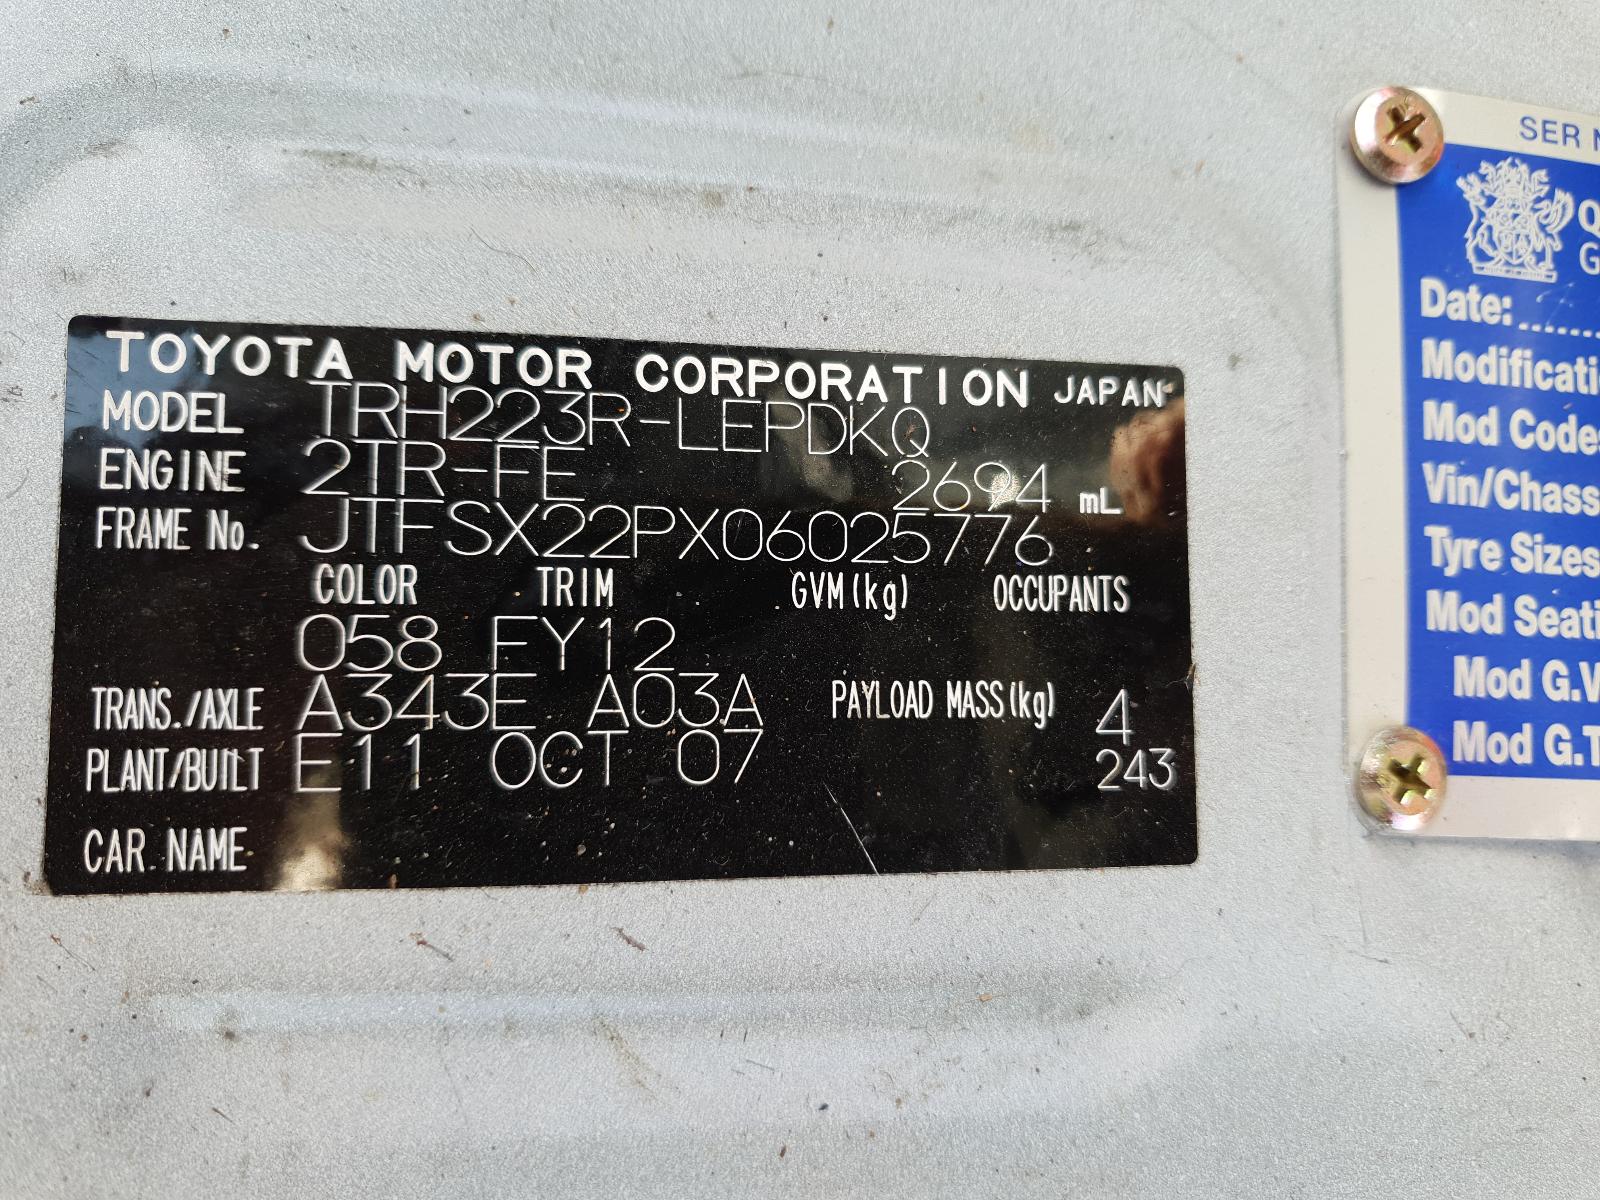 TOYOTA MOTOR CORPORATION JAPAN
MODEL TRH223R-LEPDKQ
ENGINE 2TR-FE 2694 mL
FRAME No. JTFSX22PX06025776
COLOR TRIM GVM(kg) OCCUPANTS
058 FY12
TRANS./AXLE A343E A03A PAYLOAD MASS(kg) 4
PLANT/BUILT E11 OCT 07 243
CAR NAME
SER N
Q
G
Date:
Modificati
Mod Codes
Vin/Chass
Tyre Sizes
Mod Seati
Mod G.V
Mod G.T